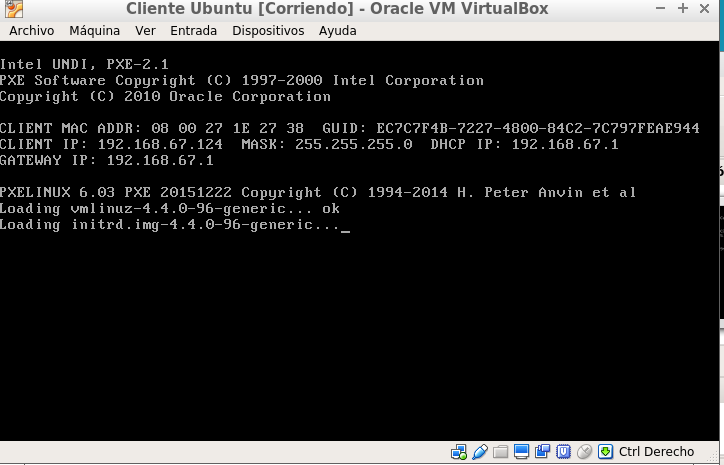 Cliente Ubuntu [Corriendo] - Oracle VM VirtualBox
Archivo Máquina Ver Entrada Dispositivos Ayuda
Intel UNDI, PXE-2.1
PXE Software Copyright (C) 1997-2000 Intel Corporation
Copyright (C) 2010 Oracle Corporation
CLIENT MAC ADDR: 08 00 27 1E 27 38 GUID: EC7C7F4B-7227-4800-84C2-7C797FEAE944
CLIENT IP: 192.168.67.124 MASK: 255.255.255.0 DHCP IP: 192.168.67.1
GATEWAY IP: 192.168.67.1
PXELINUX 6.03 PXE 20151222 Copyright (C) 1994-2014 H. Peter Anvin et al
Loading vmlinuz-4.4.0-96-generic... ok
Loading initrd.img-4.4.0-96-generic..._
Ctrl Derecho